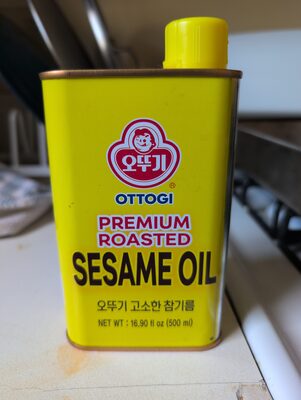 오뚜기
®
OTTOGI
PREMIUM
ROASTED
SESAME OIL
오뚜기 고소한 참기름
NET WT : 16.90 fl oz (500 ml)